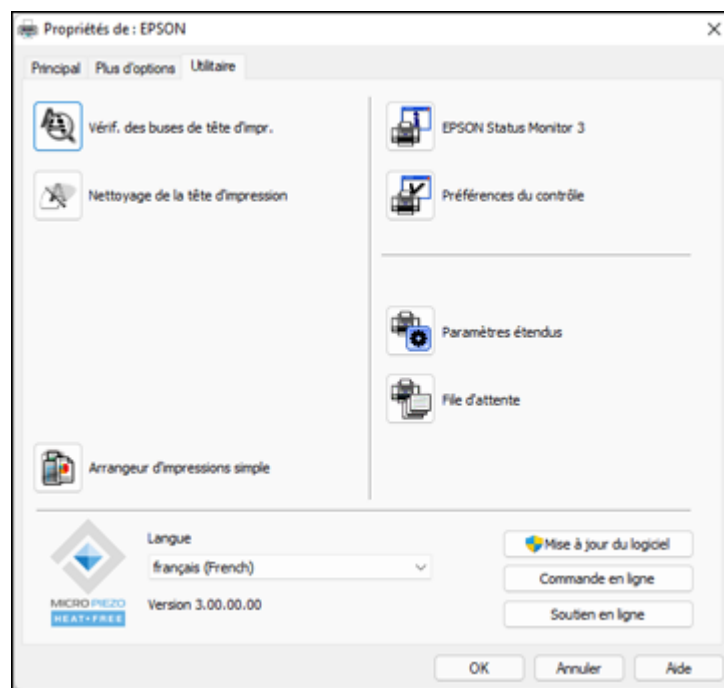 Propriétés de : EPSON
Principal
Plus d'options
Utilitaire
Vérif. des buses de tête d'impr.
EPSON Status Monitor 3
Nettoyage de la tête d'impression
Préférences du contrôle
Paramètres étendus
File d'attente
Arrangeur d'impressions simple
Langue
français (French)
Version 3.00.00.00
MICRO PIEZO
HEAT-FREE
Mise à jour du logiciel
Commande en ligne
Soutien en ligne
OK
Annuler
Aide